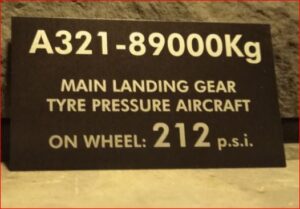 A321-89000Kg
MAIN LANDING GEAR
TYRE PRESSURE AIRCRAFT
ON WHEEL: 212 p.s.i.